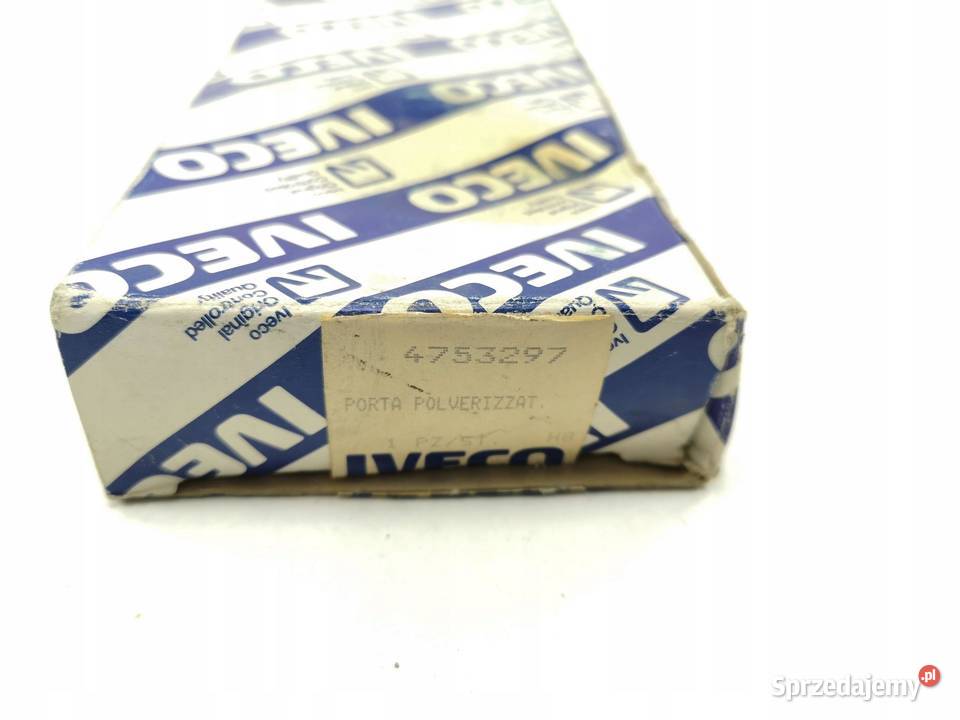 IVECO
IVECO
IVECO
IVECO
IVECO
IVECO
Iveco
Original
Controlled
Quality
4753297
PORTA POLVERIZZAT.
1 PZ/ST.
IVECO
IVECO
Sprzedajemy.pl